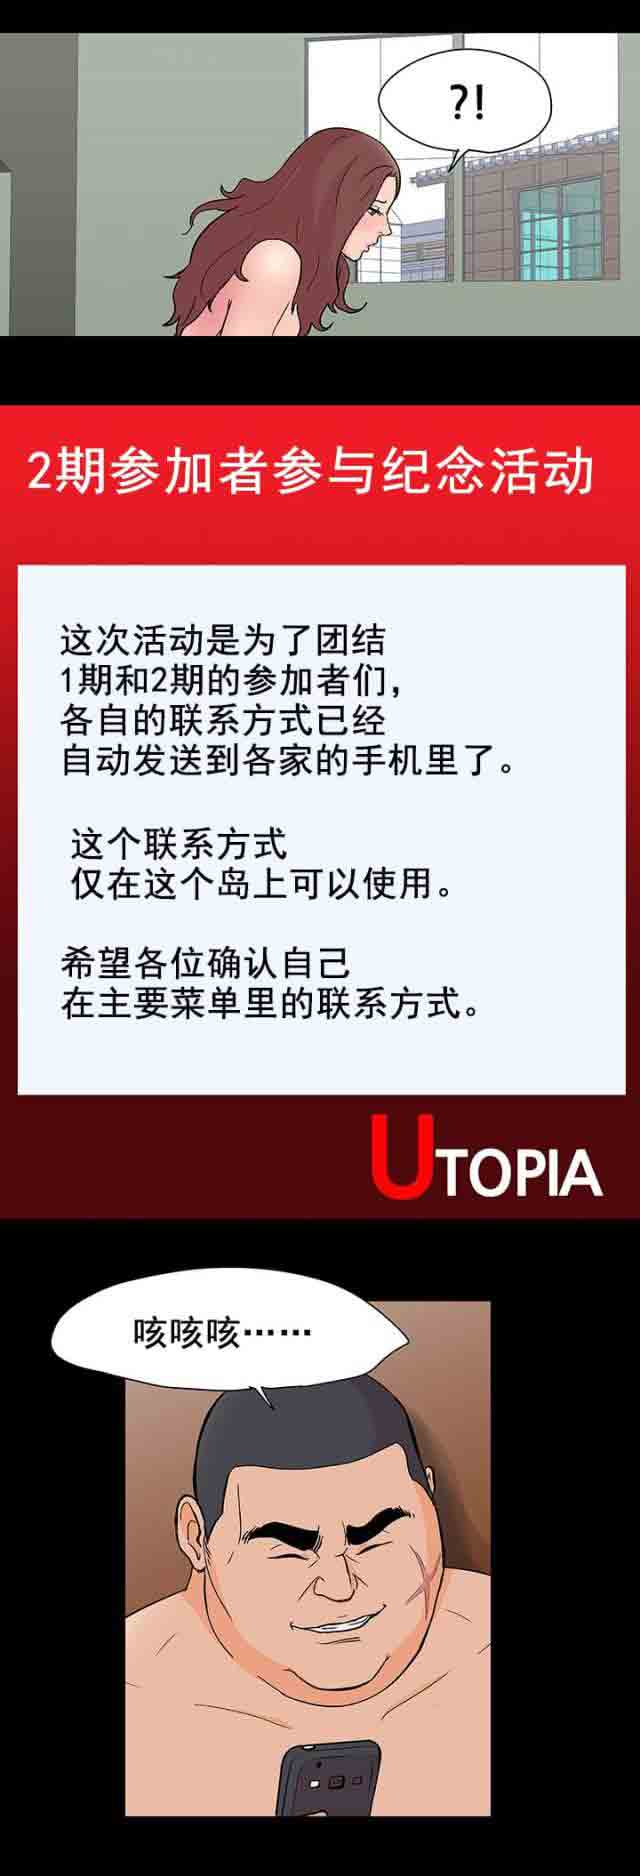 ?!
2期参加者参与纪念活动
这次活动是为了团结
1期和2期的参加者们，
各自的联系方式已经
自动发送到各家的手机里了。
这个联系方式
仅在这个岛上可以使用。
希望各位确认自己
在主要菜单里的联系方式。
UTOPIA
咳咳咳……